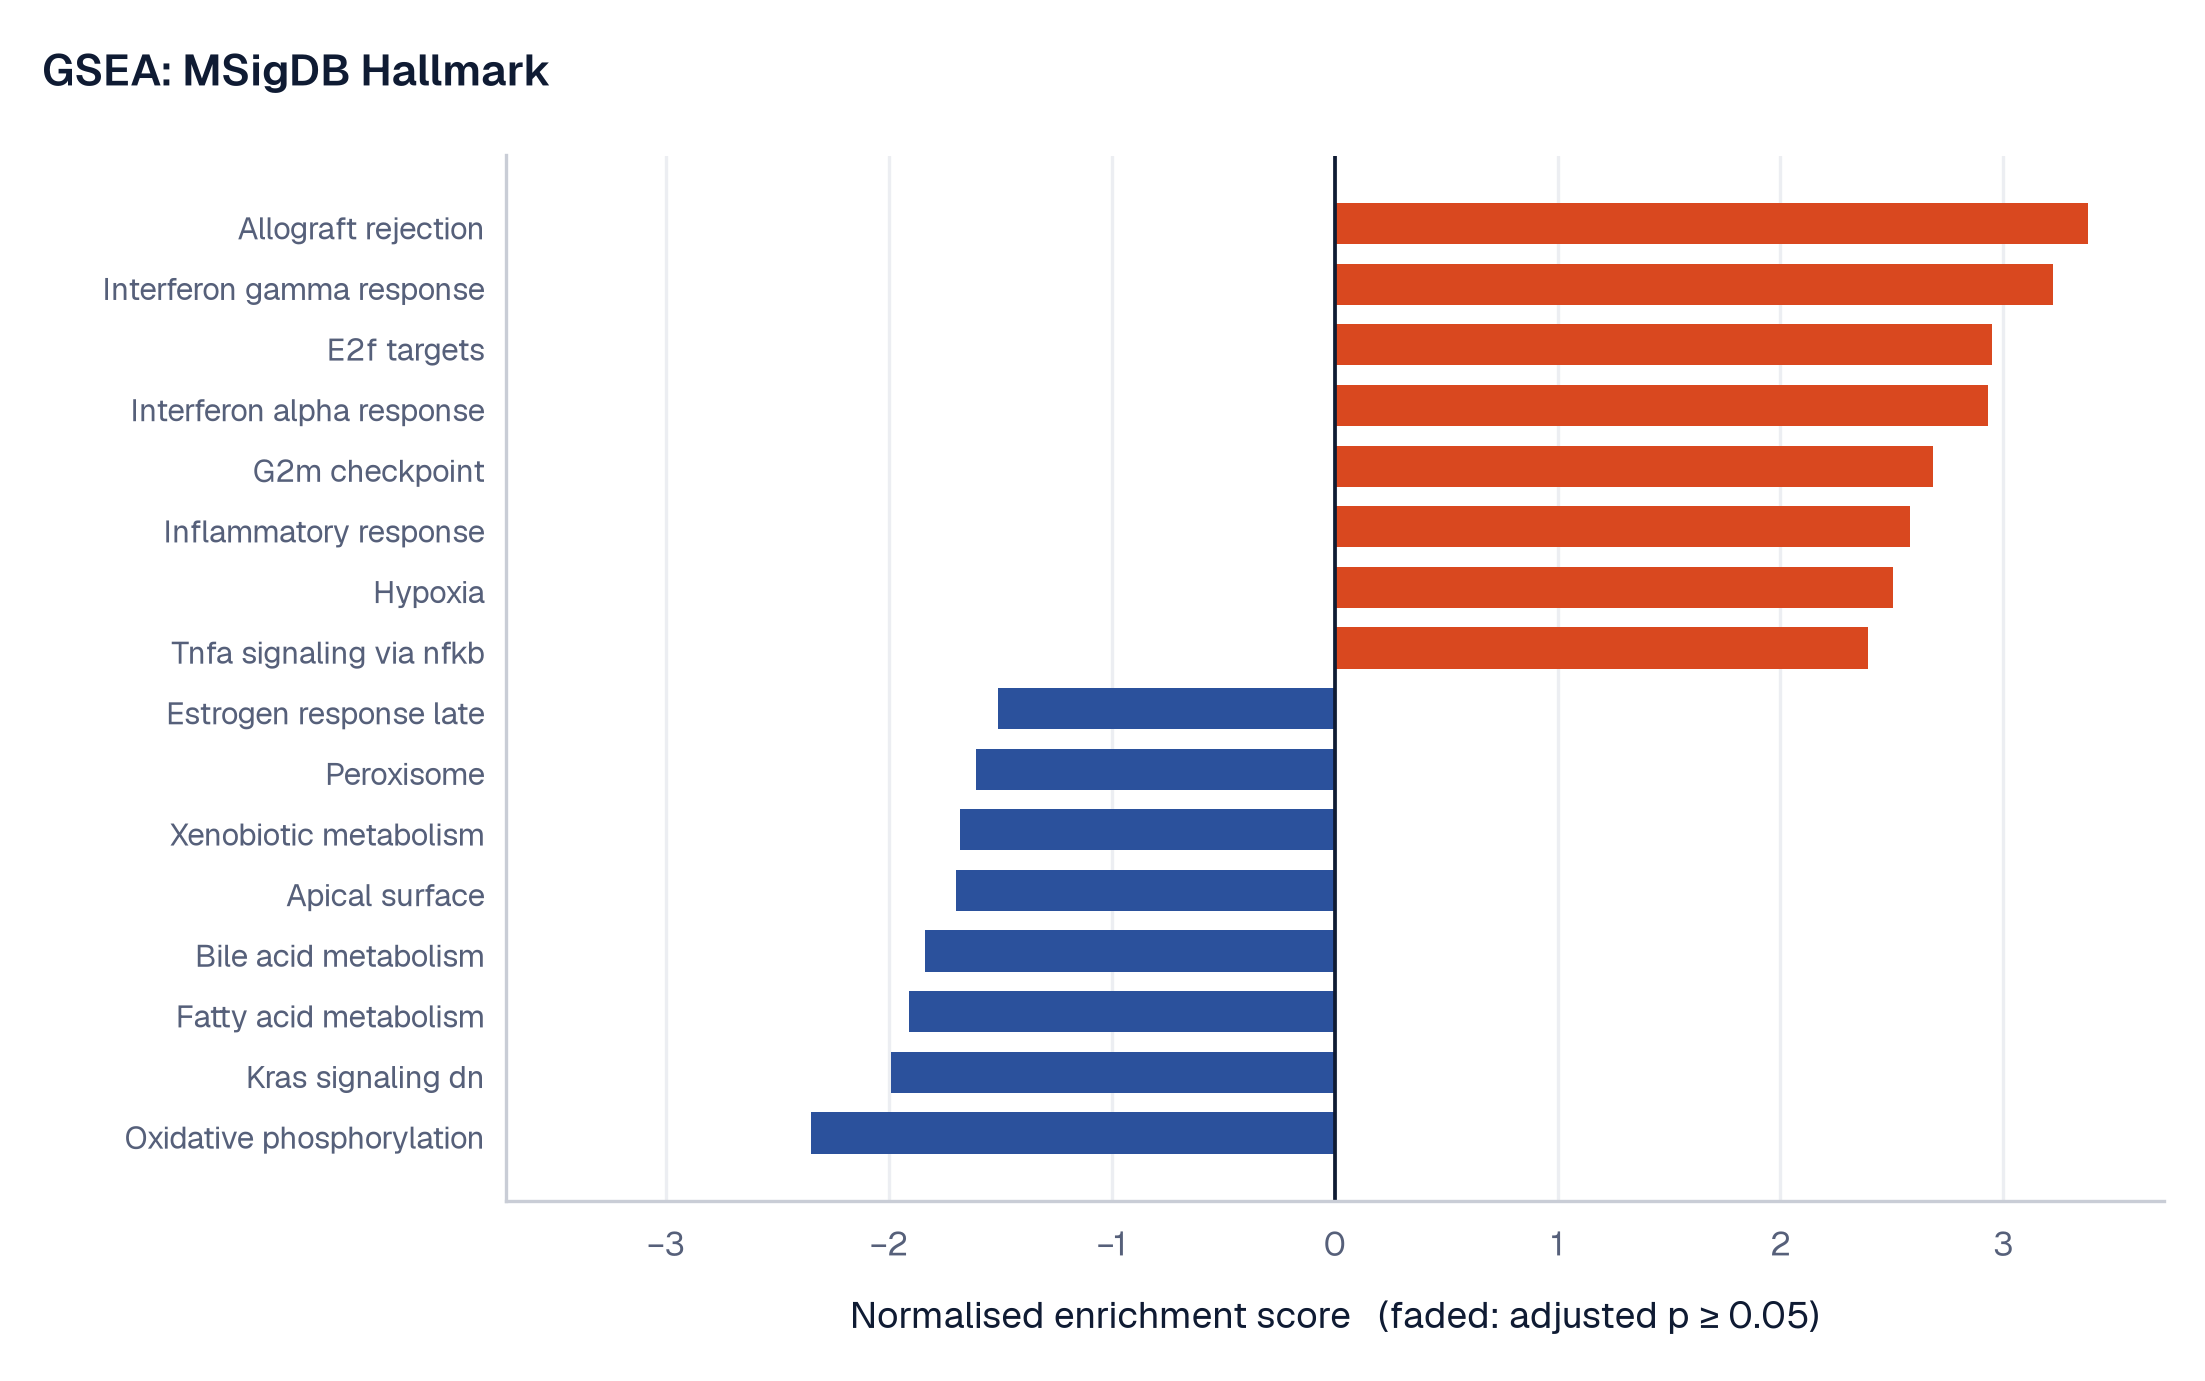 GSEA: MSigDB Hallmark
Allograft rejection
Interferon gamma response
E2f targets
Interferon alpha response
G2m checkpoint
Inflammatory response
Hypoxia
Tnfa signaling via nfkb
Estrogen response late
Peroxisome
Xenobiotic metabolism
Apical surface
Bile acid metabolism
Fatty acid metabolism
Kras signaling dn
Oxidative phosphorylation
−3 −2 −1 0 1 2 3
Normalised enrichment score (faded: adjusted p ≥ 0.05)